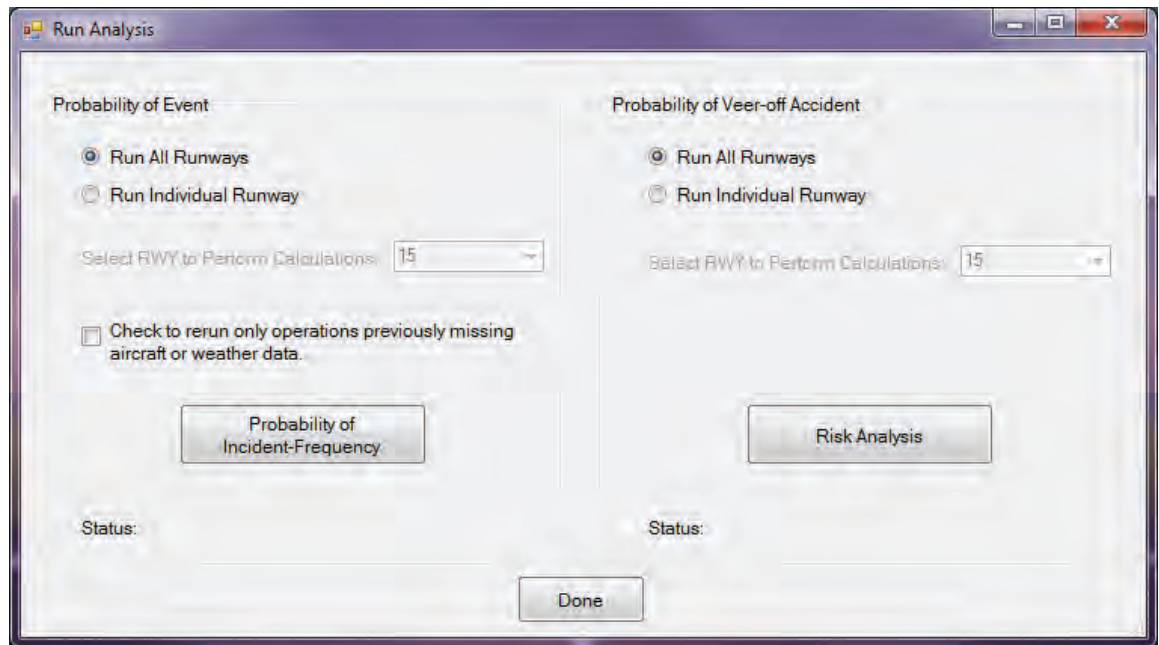 Run Analysis
Probability of Event
Run All Runways
Run Individual Runway
Select RWY to Perform Calculations: 15
Check to rerun only operations previously missing
aircraft or weather data.
Probability of
Incident-Frequency
Status:
Probability of Veer-off Accident
Run All Runways
Run Individual Runway
Select RWY to Perform Calculations: 15
Risk Analysis
Status:
Done